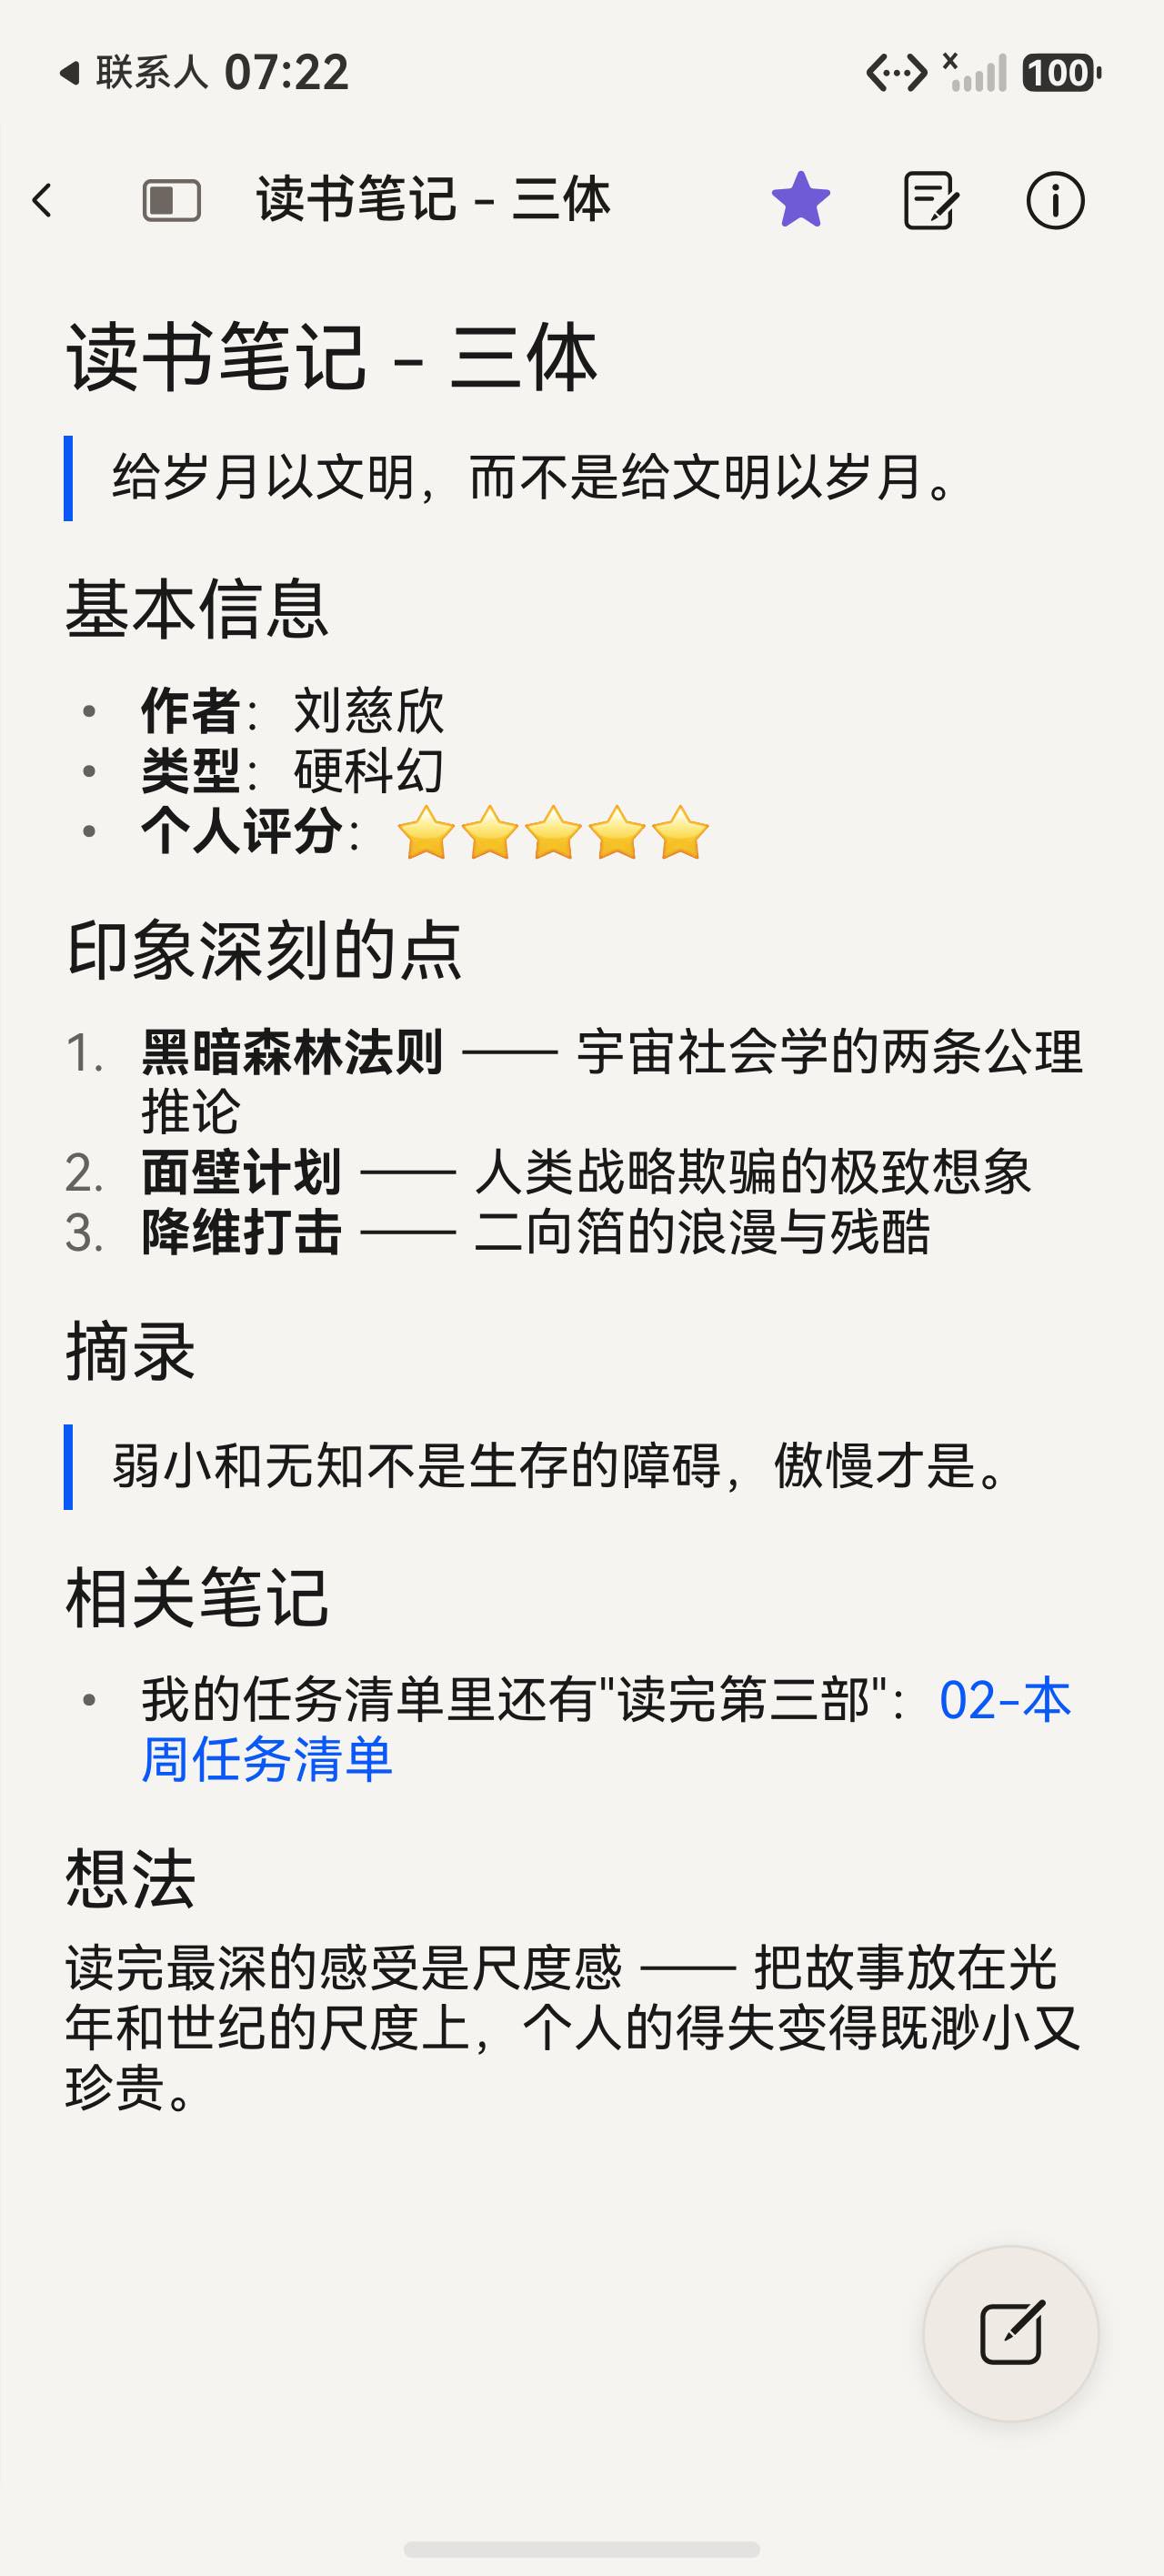 联系人 07:22
100
读书笔记 - 三体
读书笔记 - 三体
给岁月以文明，而不是给文明以岁月。
基本信息
• 作者：刘慈欣
• 类型：硬科幻
• 个人评分：⭐⭐⭐⭐⭐
印象深刻的点
1. 黑暗森林法则 —— 宇宙社会学的两条公理
推论
2. 面壁计划 —— 人类战略欺骗的极致想象
3. 降维打击 —— 二向箔的浪漫与残酷
摘录
弱小和无知不是生存的障碍，傲慢才是。
相关笔记
• 我的任务清单里还有"读完第三部"：02-本
周任务清单
想法
读完最深的感受是尺度感 —— 把故事放在光
年和世纪的尺度上，个人的得失变得既渺小又
珍贵。